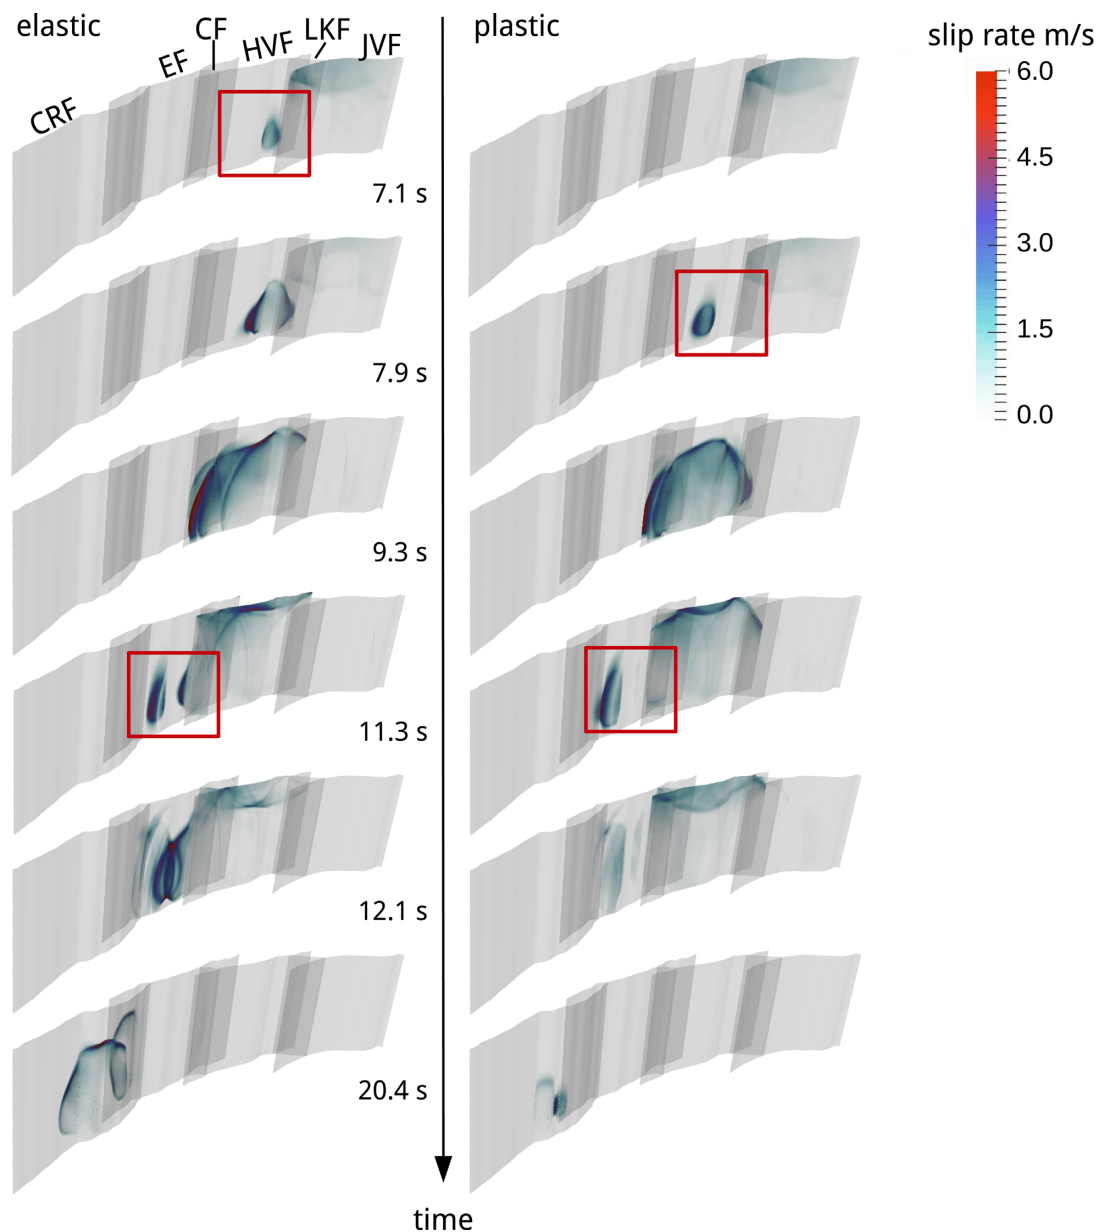 elastic
CRF
EF
CF
HVF
LKF
JVF
plastic
slip rate m/s
6.0
4.5
3.0
1.5
0.0
7.1 s
7.9 s
9.3 s
11.3 s
12.1 s
20.4 s
time